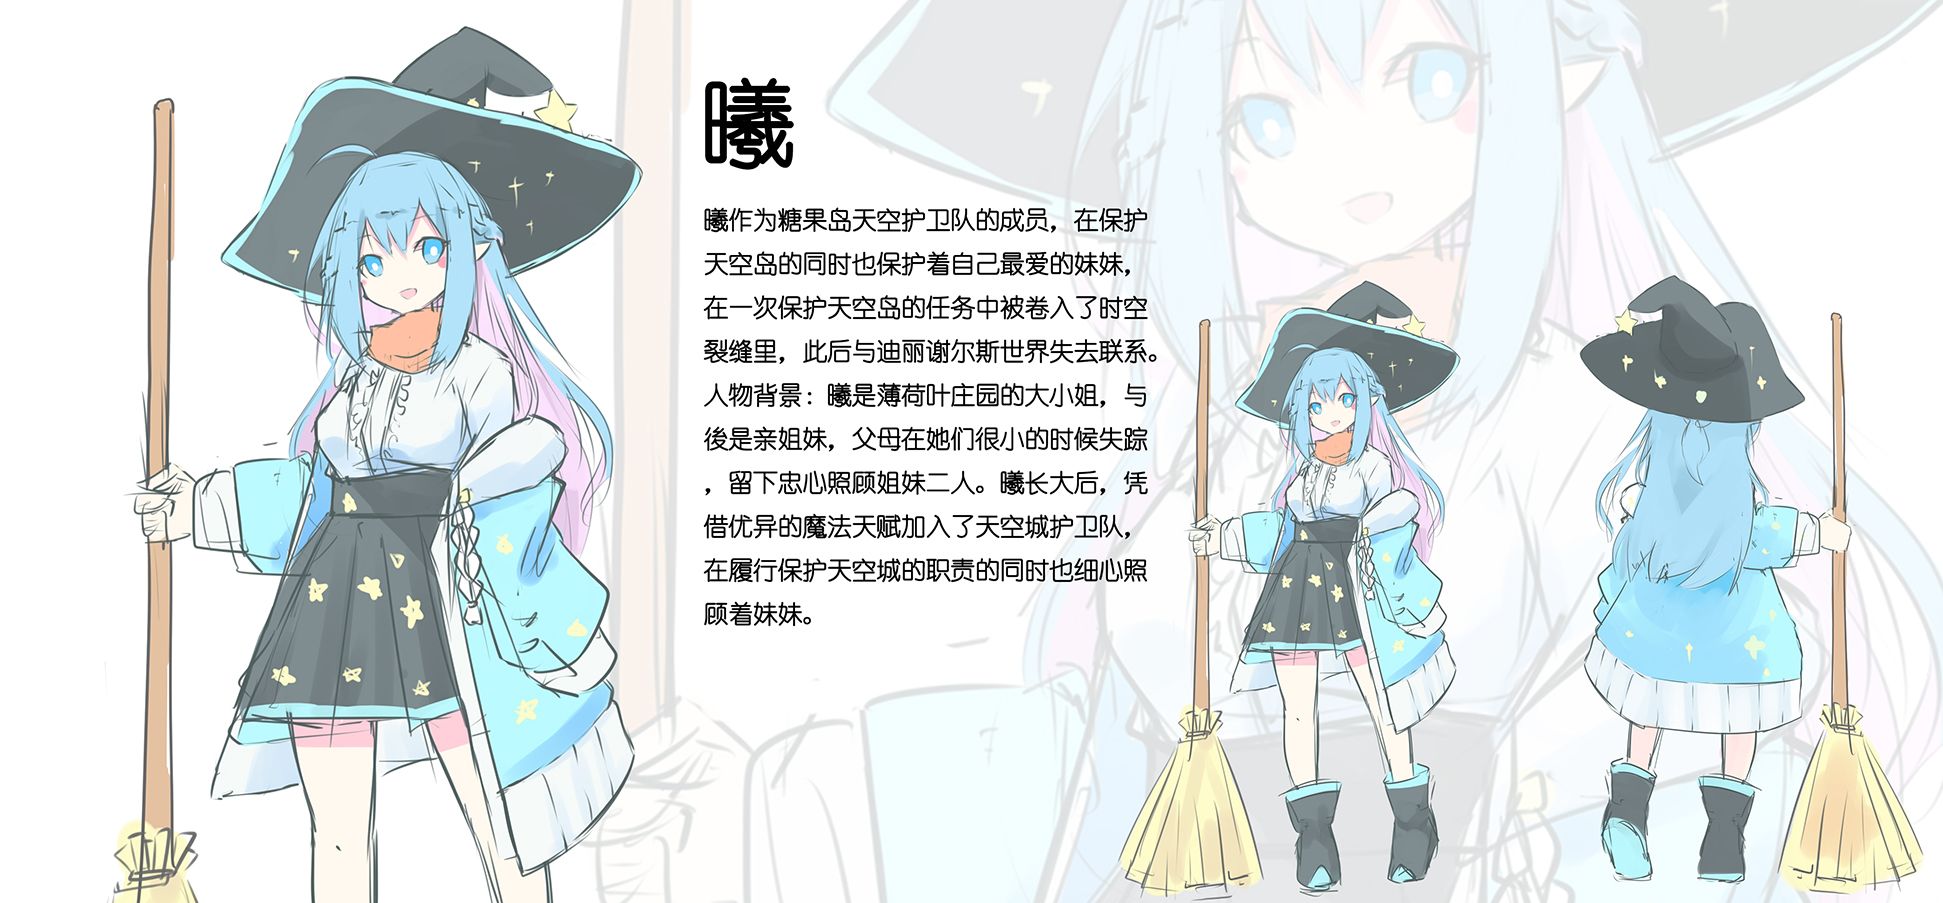 曦
曦作为糖果岛天空护卫队的成员，在保护
天空岛的同时也保护着自己最爱的妹妹，
在一次保护天空岛的任务中被卷入了时空
裂缝里，此后与迪丽谢尔斯世界失去联系。
人物背景：曦是薄荷叶庄园的大小姐，与
後是亲姐妹，父母在她们很小的时候失踪
，留下忠心照顾姐妹二人。曦长大后，凭
借优异的魔法天赋加入了天空城护卫队，
在履行保护天空城的职责的同时也细心照
顾着妹妹。